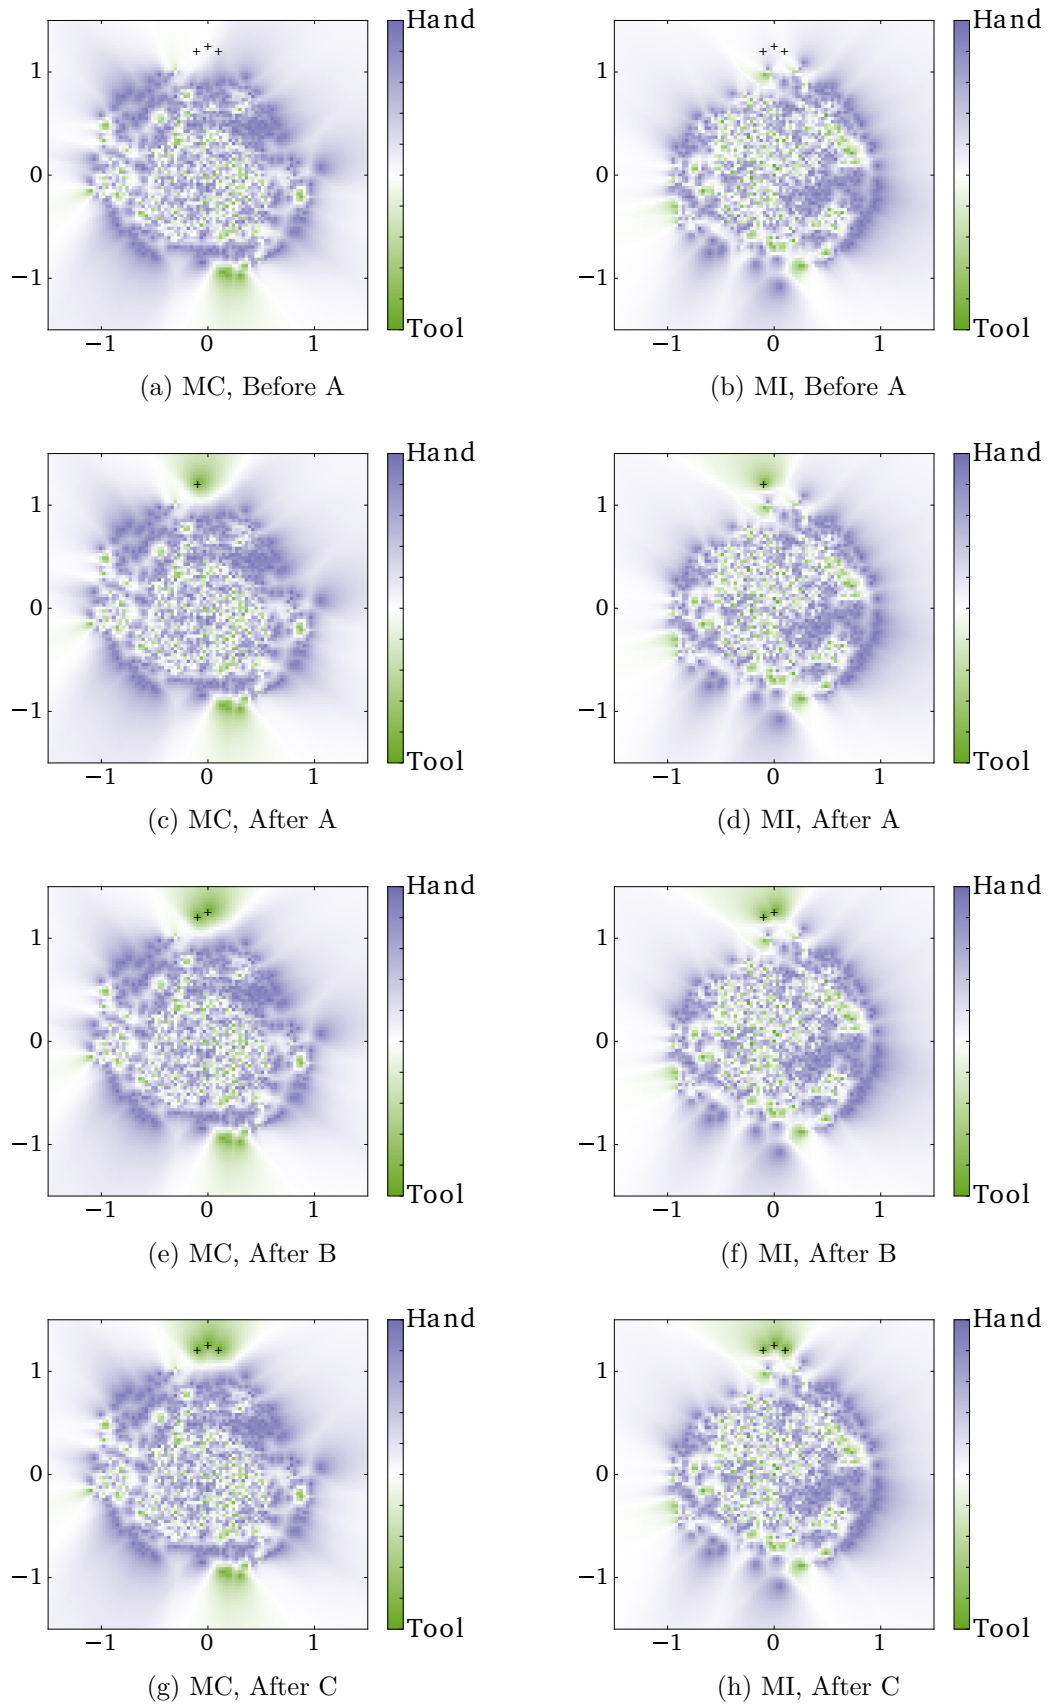 Hand Hand
1 1
0 0
−1 −1
Tool Tool
−1 0 1 −1 0 1
(a) MC, Before A (b) MI, Before A
Hand Hand
1 1
0 0
−1 −1
Tool Tool
−1 0 1 −1 0 1
(c) MC, After A (d) MI, After A
Hand Hand
1 1
0 0
−1 −1
Tool Tool
−1 0 1 −1 0 1
(e) MC, After B (f) MI, After B
Hand Hand
1 1
0 0
−1 −1
Tool Tool
−1 0 1 −1 0 1
(g) MC, After C (h) MI, After C